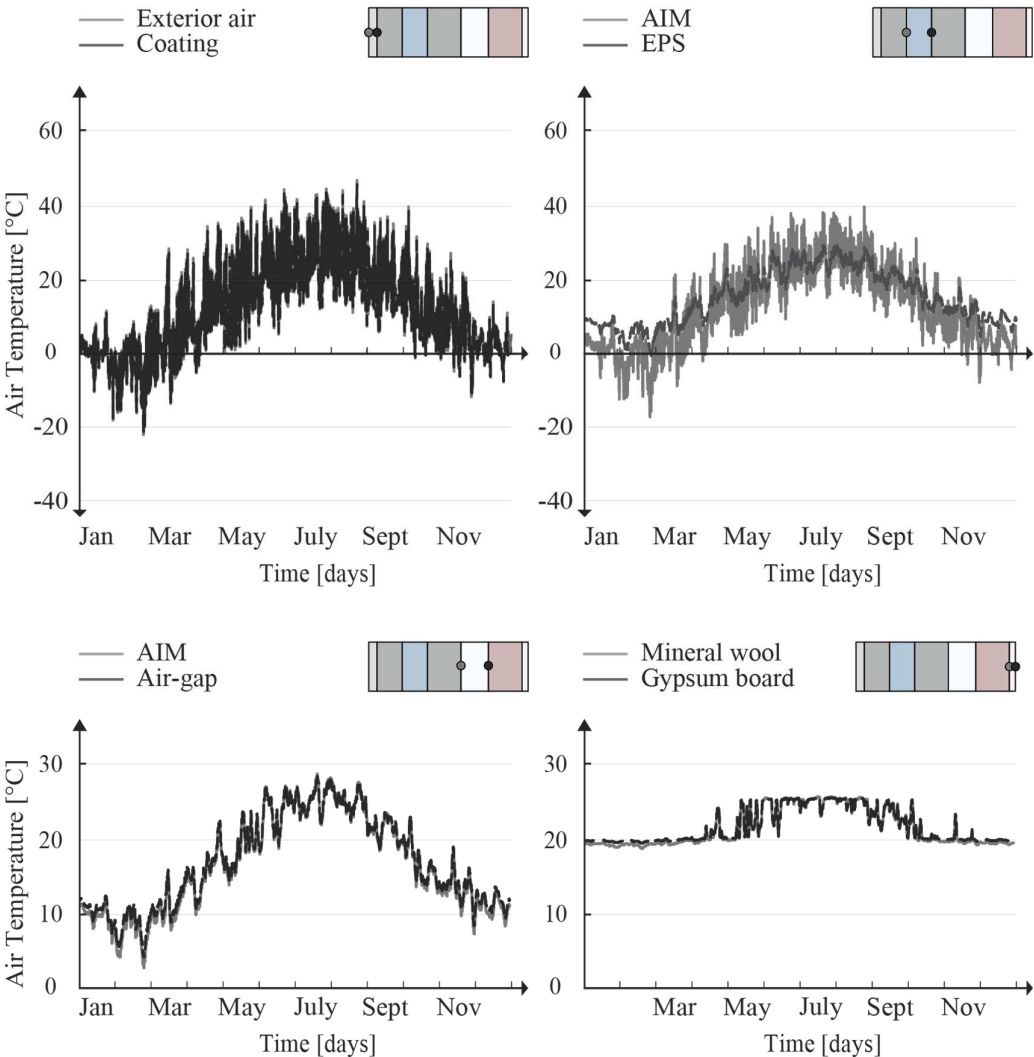 Exterior air
Coating
60
40
20
0
-20
-40
Air Temperature [°C]
Jan Mar May July Sept Nov
Time [days]
AIM
EPS
60
40
20
0
-20
-40
Jan Mar May July Sept Nov
Time [days]
AIM
Air-gap
30
20
10
0
Air Temperature [°C]
Jan Mar May July Sept Nov
Time [days]
Mineral wool
Gypsum board
30
20
10
0
Mar May July Sept Nov
Time [days]